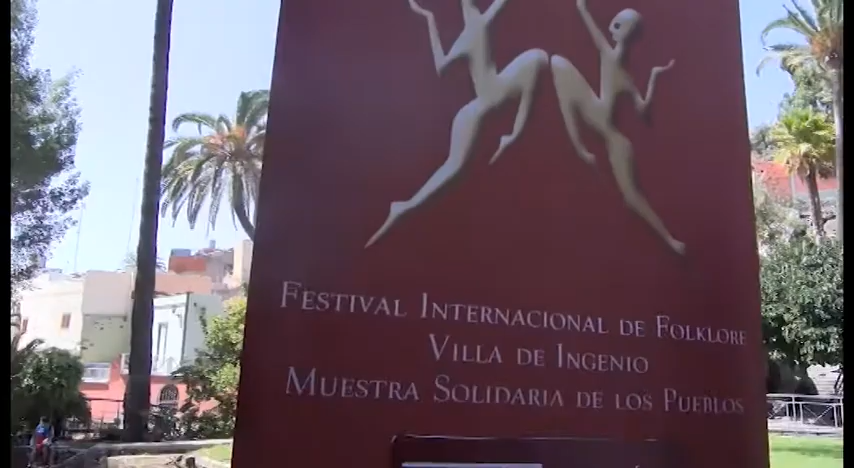 Festival Internacional de Folklore
Villa de Ingenio
Muestra Solidaria de los Pueblos